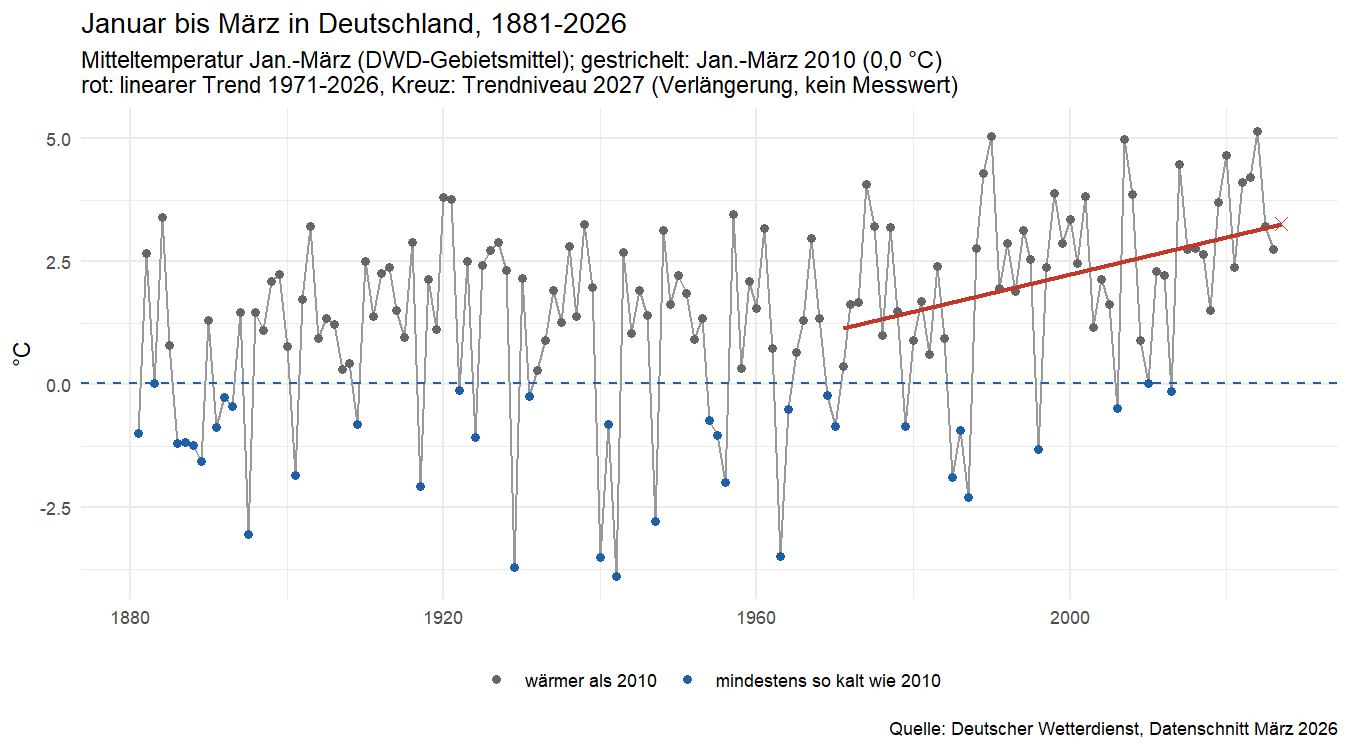 Januar bis März in Deutschland, 1881-2026
Mitteltemperatur Jan.-März (DWD-Gebietsmittel); gestrichelt: Jan.-März 2010 (0,0 °C)
rot: linearer Trend 1971-2026, Kreuz: Trendniveau 2027 (Verlängerung, kein Messwert)
°C
5.0
2.5
0.0
-2.5
1880
1920
1960
2000
wärmer als 2010
mindestens so kalt wie 2010
Quelle: Deutscher Wetterdienst, Datenschnitt März 2026